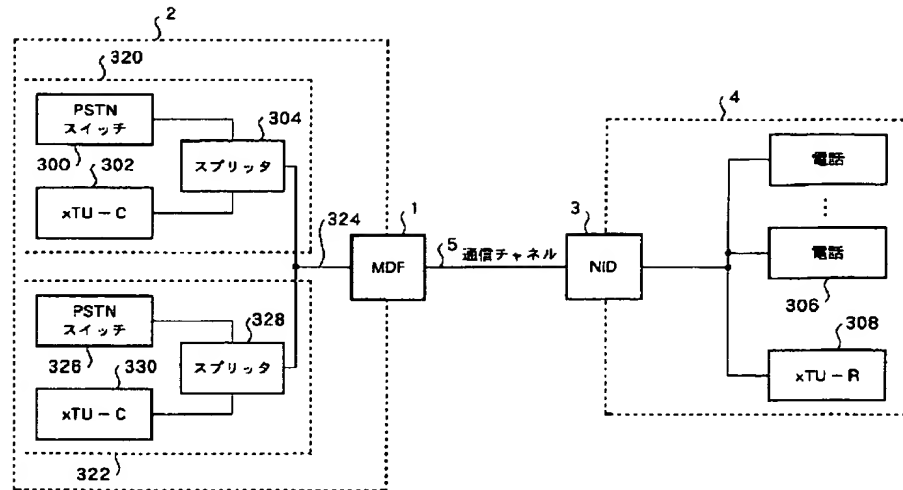 2
320
PSTN
スイッチ
300
302
xTU-C
304
スプリッタ
324
1
MDF
5
通信チャネル
3
NID
4
電話
電話
306
308
xTU-R
PSTN
スイッチ
326
330
xTU-C
328
スプリッタ
322